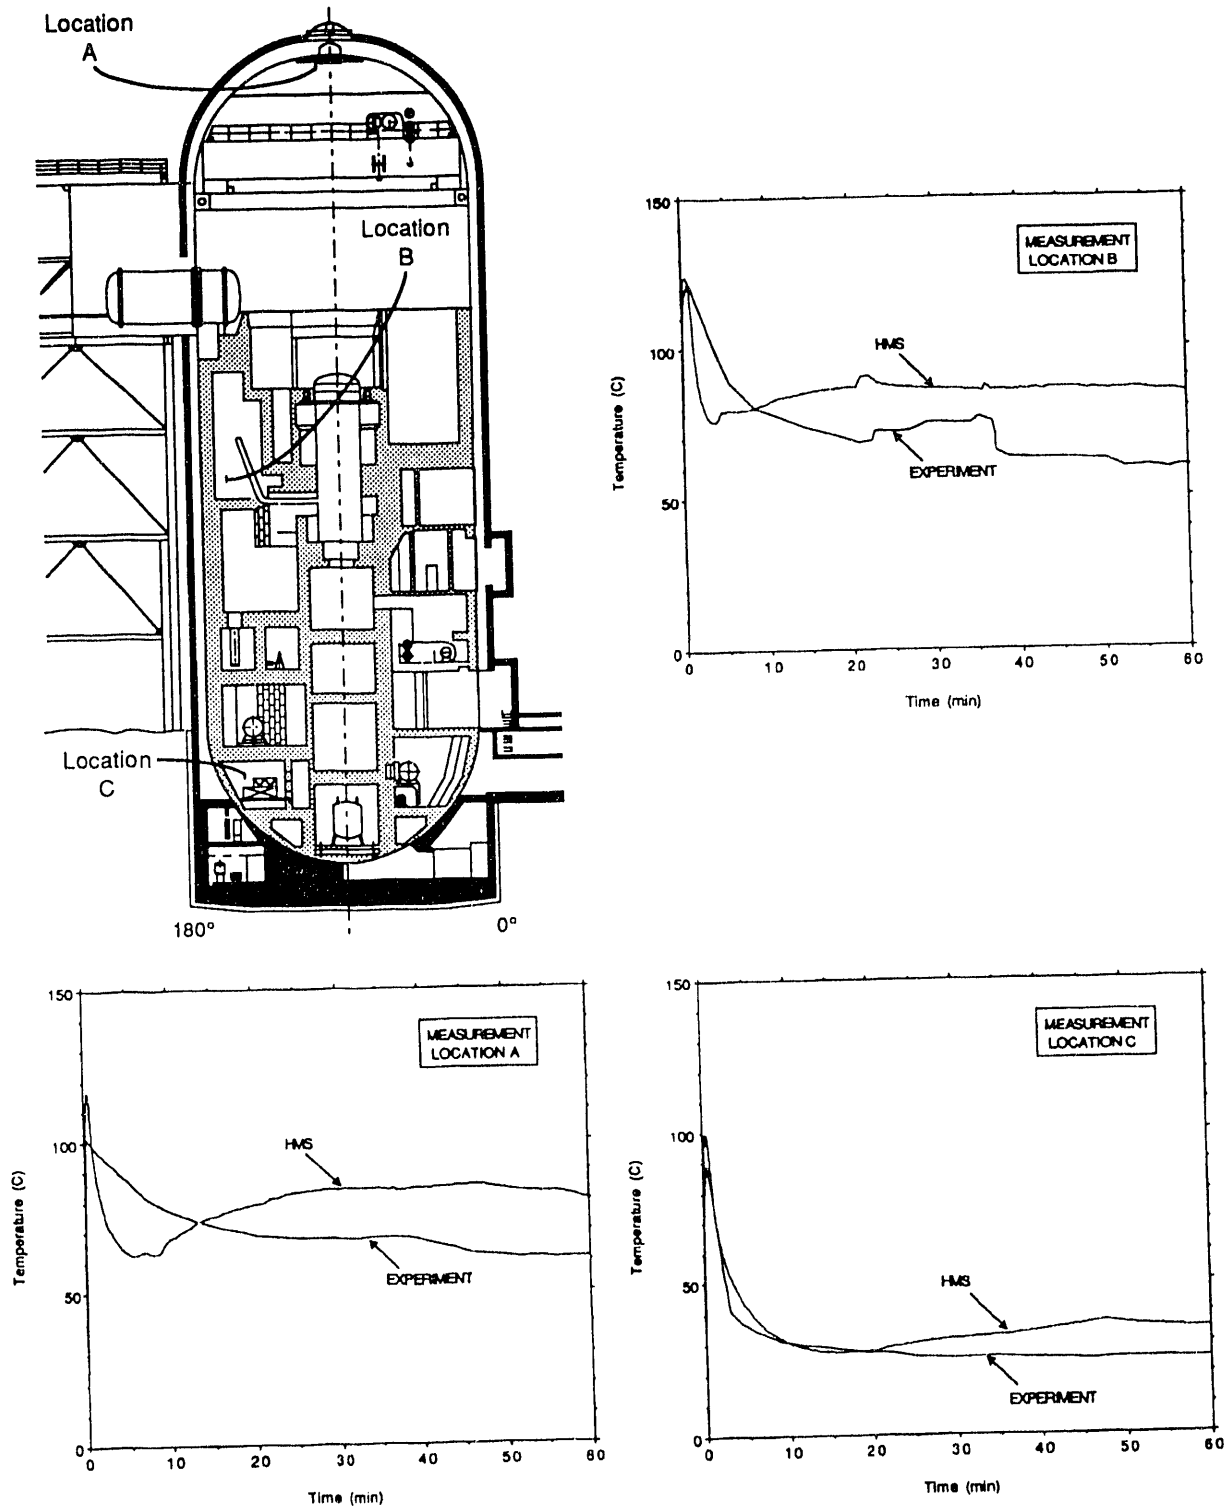 Location
A
Location
B
Location
C
180°
0°
150
100
50
0
Temperature (C)
MEASUREMENT
LOCATION B
HMS
EXPERIMENT
0 10 20 30 40 50 60
Time (min)
150
100
50
0
Temperature (C)
MEASUREMENT
LOCATION A
HMS
EXPERIMENT
0 10 20 30 40 50 60
Time (min)
150
100
50
0
Temperature (C)
MEASUREMENT
LOCATION C
HMS
EXPERIMENT
0 10 20 30 40 50 60
Time (min)